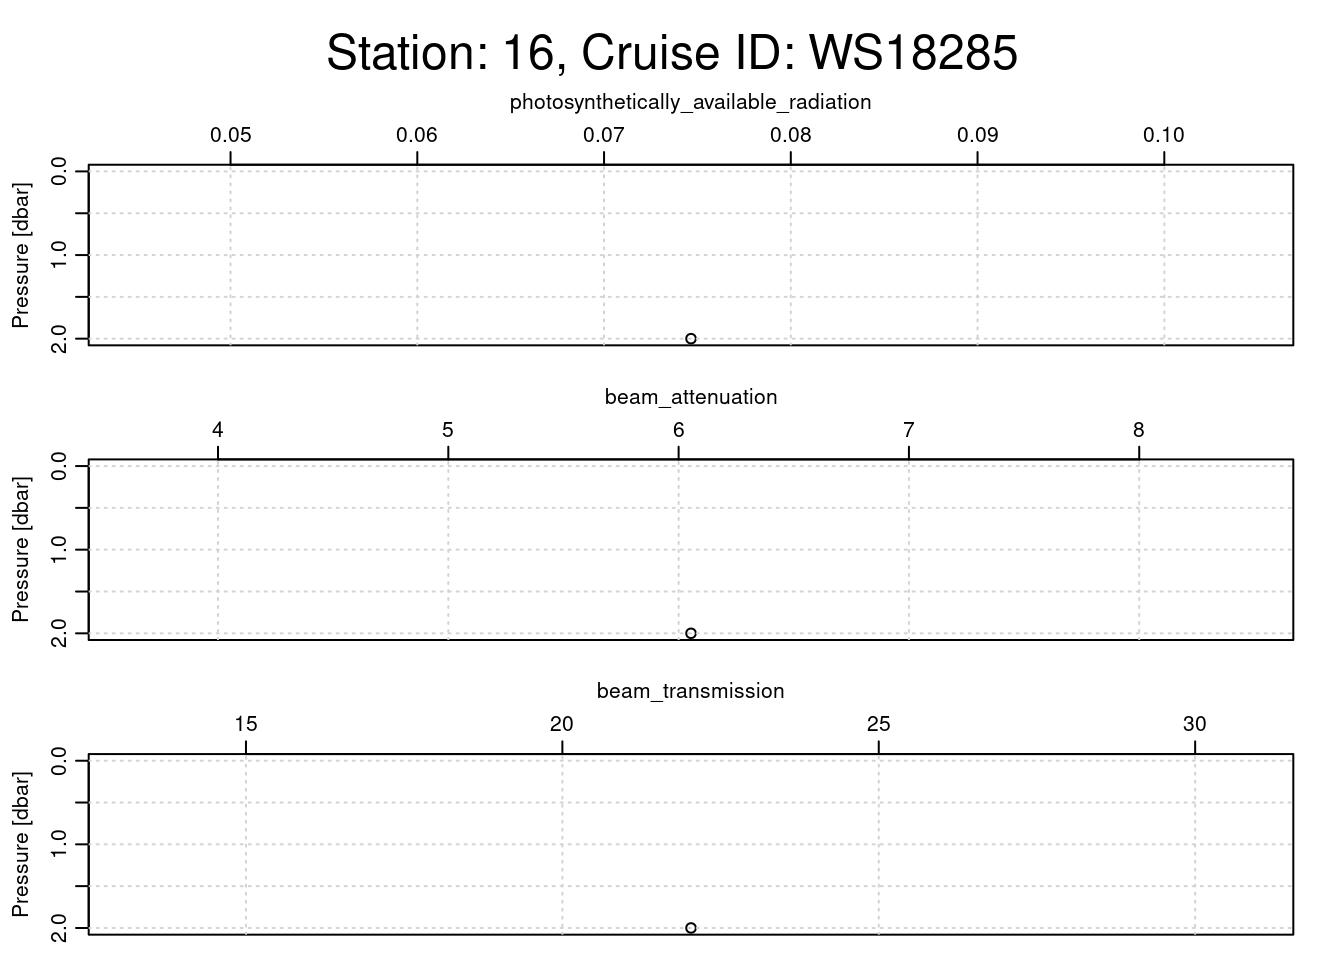 Station: 16, Cruise ID: WS18285
photosynthetically_available_radiation
0.05 0.06 0.07 0.08 0.09 0.10
Pressure [dbar]
0.0
1.0
2.0
beam_attenuation
4 5 6 7 8
Pressure [dbar]
0.0
1.0
2.0
beam_transmission
15 20 25 30
Pressure [dbar]
0.0
1.0
2.0